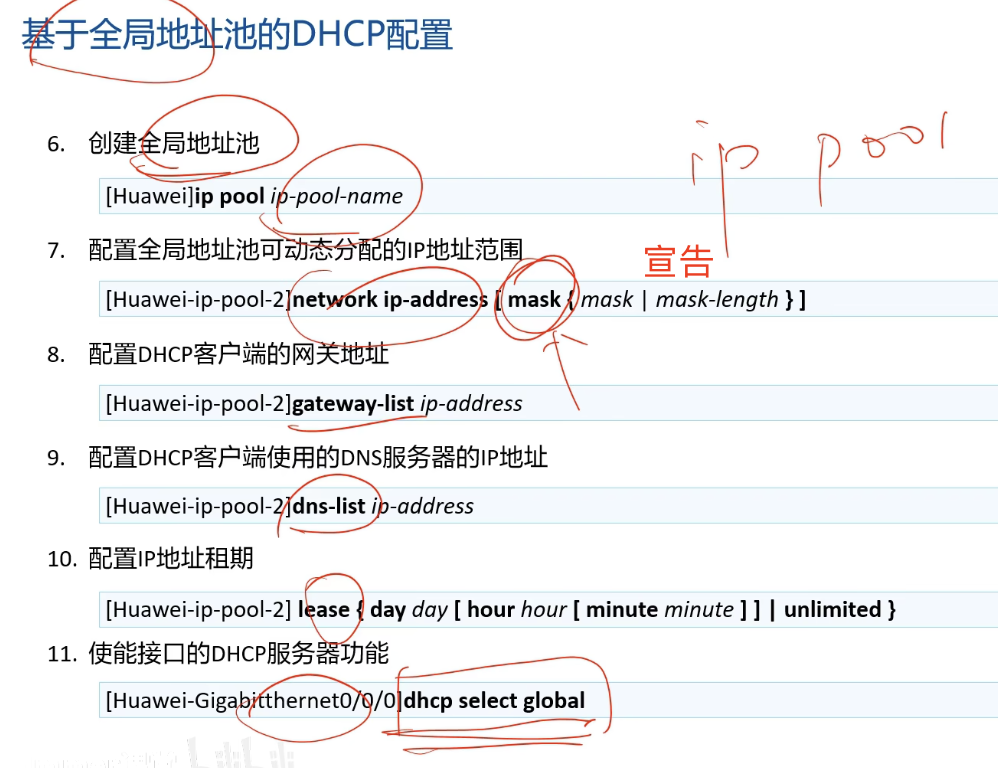 基于全局地址池的DHCP配置
6. 创建全局地址池
ip pool
[Huawei]ip pool ip-pool-name
7. 配置全局地址池可动态分配的IP地址范围
宣告
[Huawei-ip-pool-2]network ip-address [ mask { mask | mask-length } ]
8. 配置DHCP客户端的网关地址
[Huawei-ip-pool-2]gateway-list ip-address
9. 配置DHCP客户端使用的DNS服务器的IP地址
[Huawei-ip-pool-2]dns-list ip-address
10. 配置IP地址租期
[Huawei-ip-pool-2] lease { day day [ hour hour [ minute minute ] ] | unlimited }
11. 使能接口的DHCP服务器功能
[Huawei-Gigabitthernet0/0/0]dhcp select global